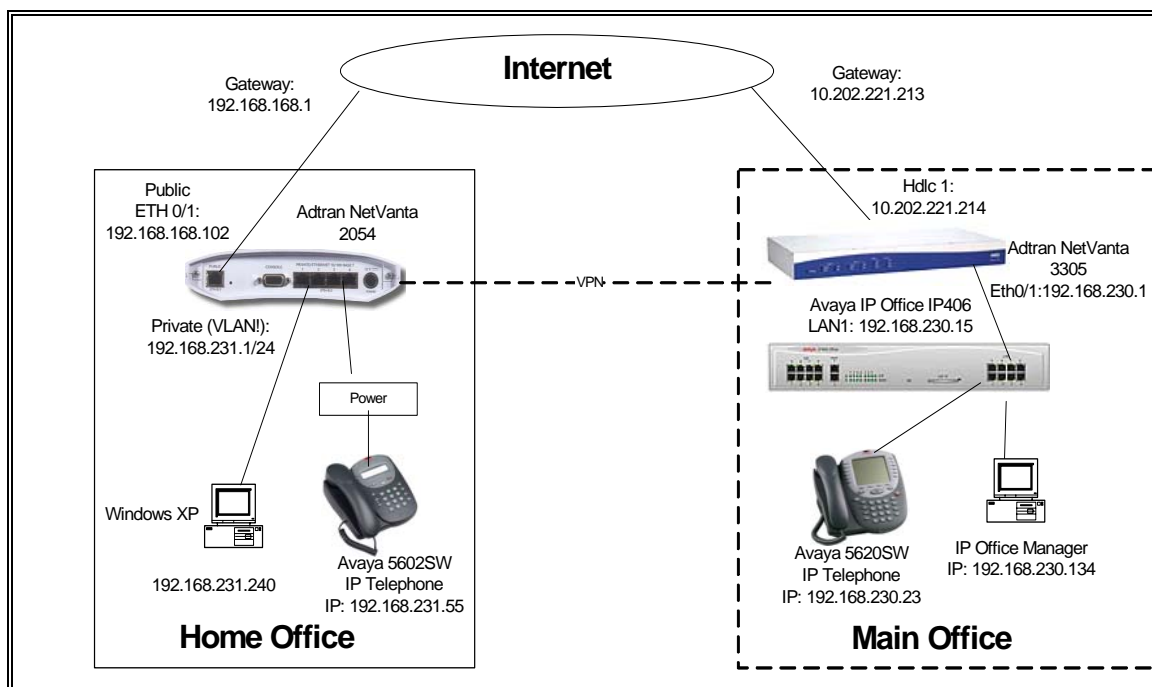 Internet
Gateway:
192.168.168.1
Gateway:
10.202.221.213
Public
ETH 0/1:
192.168.168.102
Adtran NetVanta
2054
Private (VLAN!):
192.168.231.1/24
Power
Windows XP
192.168.231.240
Avaya 5602SW
IP Telephone
IP: 192.168.231.55
Home Office
VPN
Hdlc 1:
10.202.221.214
Adtran NetVanta
3305
Eth0/1:192.168.230.1
Avaya IP Office IP406
LAN1: 192.168.230.15
Avaya 5620SW
IP Telephone
IP: 192.168.230.23
IP Office Manager
IP: 192.168.230.134
Main Office